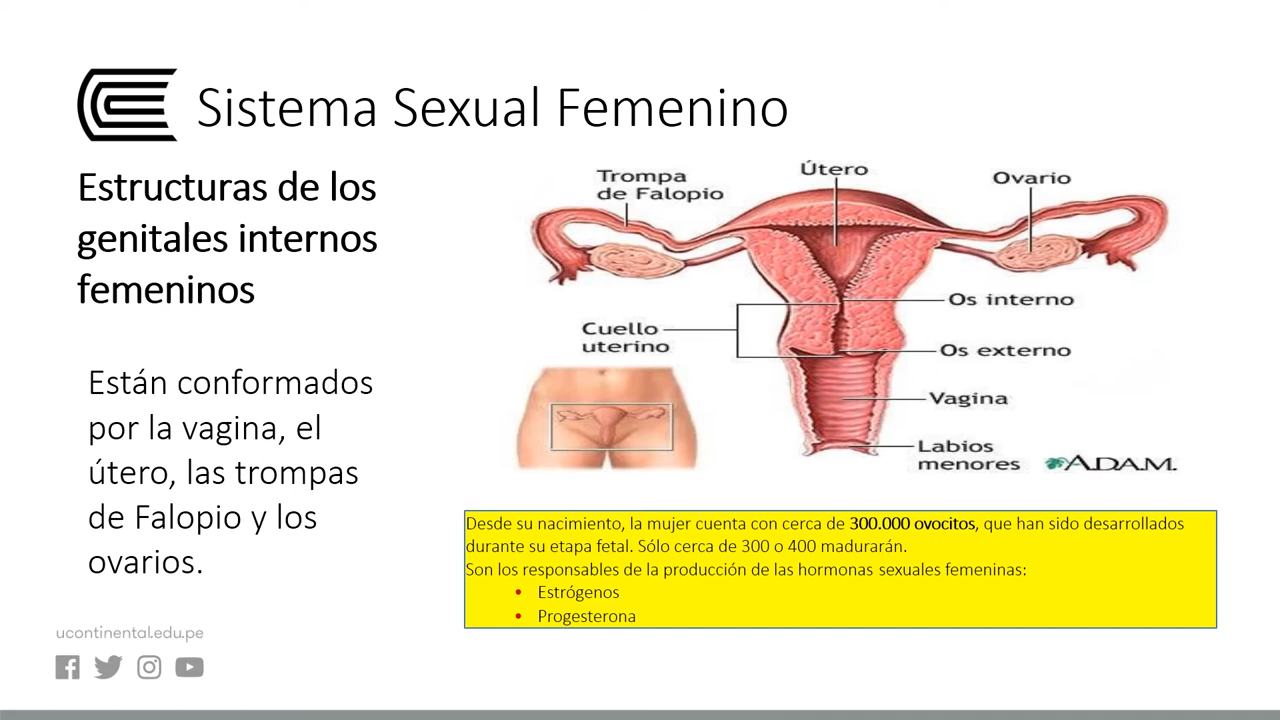 Sistema Sexual Femenino
Estructuras de los
genitales internos
femeninos
Están conformados
por la vagina, el
útero, las trompas
de Falopio y los
ovarios.
Trompa
de Falopio
Útero
Ovario
Os interno
Cuello
uterino
Os externo
Vagina
Labios
menores
A.D.A.M.
Desde su nacimiento, la mujer cuenta con cerca de 300.000 ovocitos, que han sido desarrollados
durante su etapa fetal. Sólo cerca de 300 o 400 madurarán.
Son los responsables de la producción de las hormonas sexuales femeninas:
• Estrógenos
• Progesterona
ucontinental.edu.pe